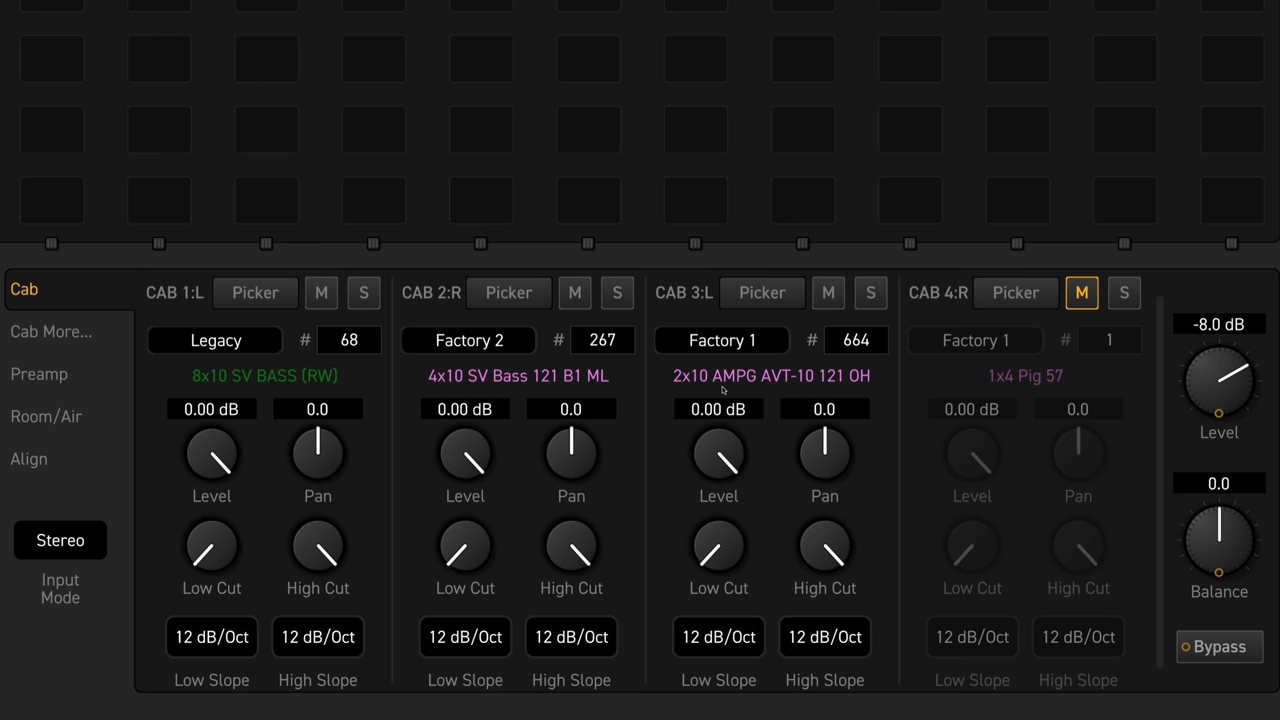 Cab
Cab More...
Preamp
Room/Air
Align
Stereo
Input
Mode
CAB 1:L Picker M S
Legacy # 68
8x10 SV BASS (RW)
0.00 dB 0.0
Level Pan
Low Cut High Cut
12 dB/Oct 12 dB/Oct
Low Slope High Slope
CAB 2:R Picker M S
Factory 2 # 267
4x10 SV Bass 121 B1 ML
0.00 dB 0.0
Level Pan
Low Cut High Cut
12 dB/Oct 12 dB/Oct
Low Slope High Slope
CAB 3:L Picker M S
Factory 1 # 664
2x10 AMPG AVT-10 121 OH
0.00 dB 0.0
Level Pan
Low Cut High Cut
12 dB/Oct 12 dB/Oct
Low Slope High Slope
CAB 4:R Picker M S
Factory 1 # 1
1x4 Pig 57
0.00 dB 0.0
Level Pan
Low Cut High Cut
12 dB/Oct 12 dB/Oct
Low Slope High Slope
-8.0 dB
Level
0.0
Balance
Bypass